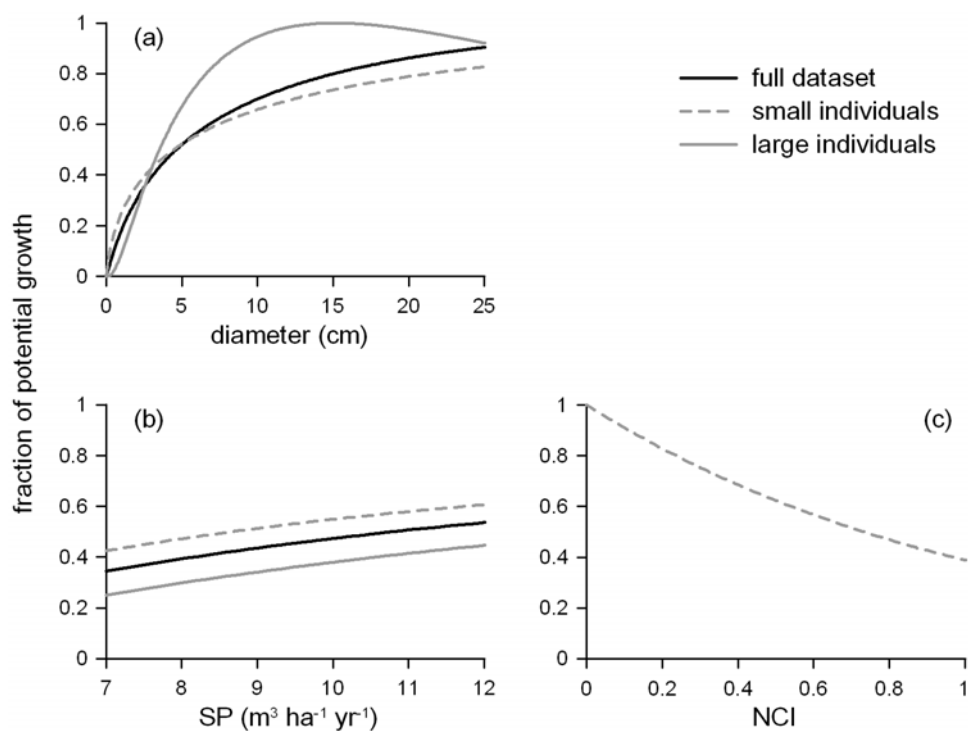 fraction of potential growth
(a)
1
0.8
0.6
0.4
0.2
0
0 5 10 15 20 25
diameter (cm)
full dataset
small individuals
large individuals
(b)
1
0.8
0.6
0.4
0.2
0
7 8 9 10 11 12
SP (m³ ha⁻¹ yr⁻¹)
(c)
1
0.8
0.6
0.4
0.2
0
0 0.2 0.4 0.6 0.8 1
NCI